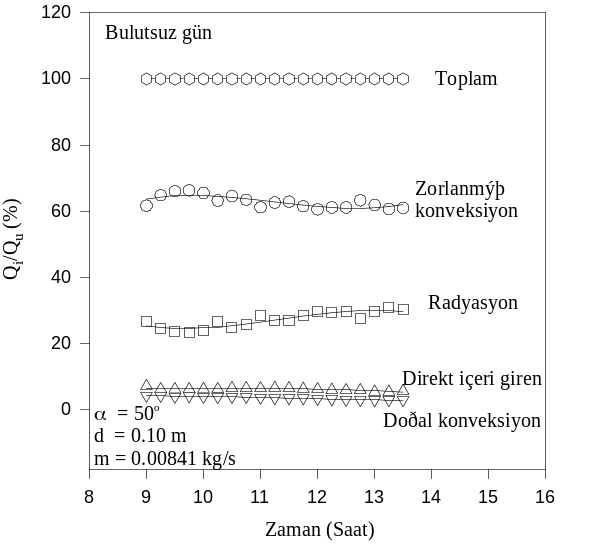 120
Bulutsuz gün
100
Toplam
80
Zorlanmýþ
konveksiyon
60
Qi/Qu (%)
40
Radyasyon
20
Direkt içeri giren
0
Doðal konveksiyon
α = 50º
d = 0.10 m
m = 0.00841 kg/s
8 9 10 11 12 13 14 15 16
Zaman (Saat)